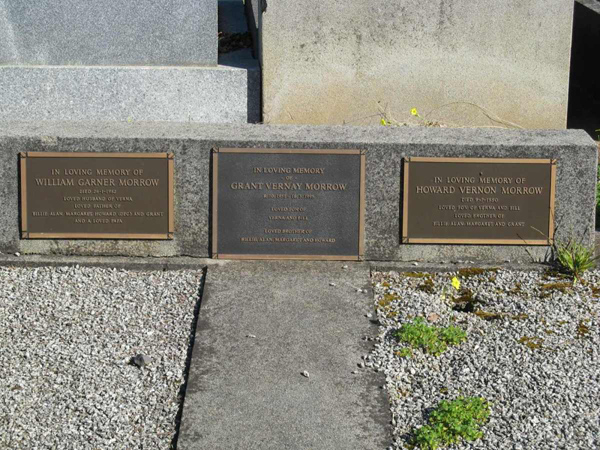 IN LOVING MEMORY OF
WILLIAM GARNER MORROW
LOVED HUSBAND OF VERNA
LOVED FATHER OF
BILLIE, ALAN, MARGARET, HOWARD AND GRANT
IN LOVING MEMORY
OF
GRANT VERNAY MORROW
LOVED SON OF
VERNA AND BILL
LOVED BROTHER OF
BILLIE, ALAN, MARGARET AND HOWARD
IN LOVING MEMORY OF
HOWARD VERNON MORROW
LOVED SON OF VERNA AND BILL
LOVED BROTHER OF
BILLIE, ALAN, MARGARET AND GRANT